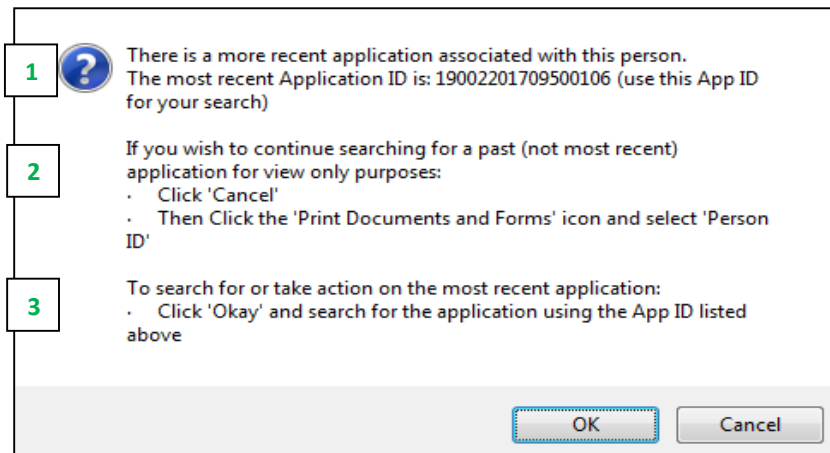 1
There is a more recent application associated with this person.
The most recent Application ID is: 19002201709500106 (use this App ID
for your search)
2
If you wish to continue searching for a past (not most recent)
application for view only purposes:
· Click 'Cancel'
· Then Click the 'Print Documents and Forms' icon and select 'Person
ID'
3
To search for or take action on the most recent application:
· Click 'Okay' and search for the application using the App ID listed
above
OK Cancel